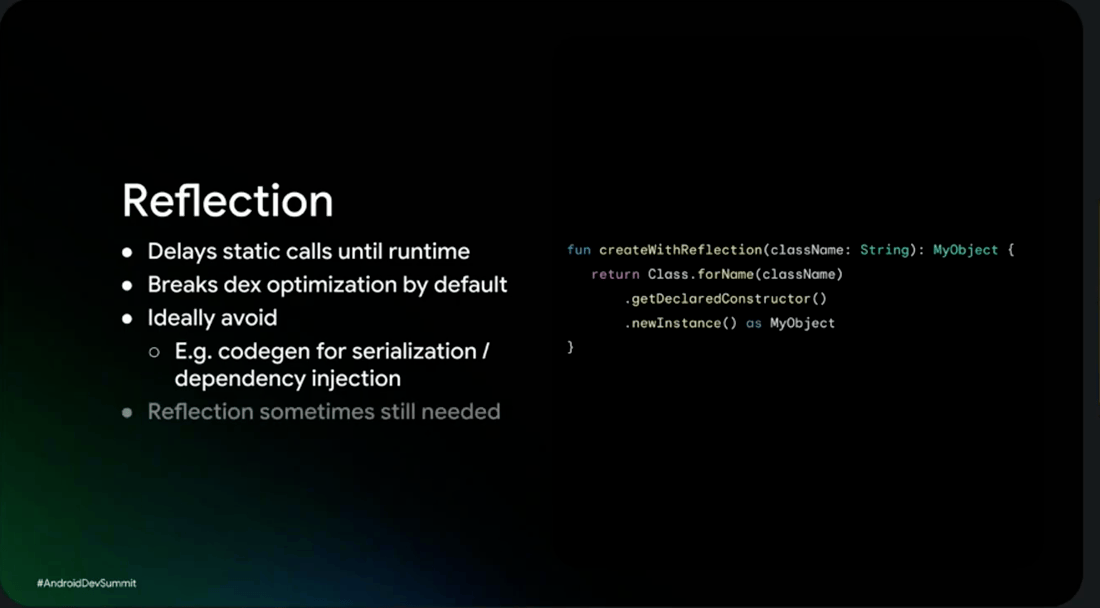 Reflection
● Delays static calls until runtime
● Breaks dex optimization by default
● Ideally avoid
○ E.g. codegen for serialization /
dependency injection
● Reflection sometimes still needed
fun createWithReflection(className: String): MyObject {
return Class.forName(className)
.getDeclaredConstructor()
.newInstance() as MyObject
}
#AndroidDevSummit